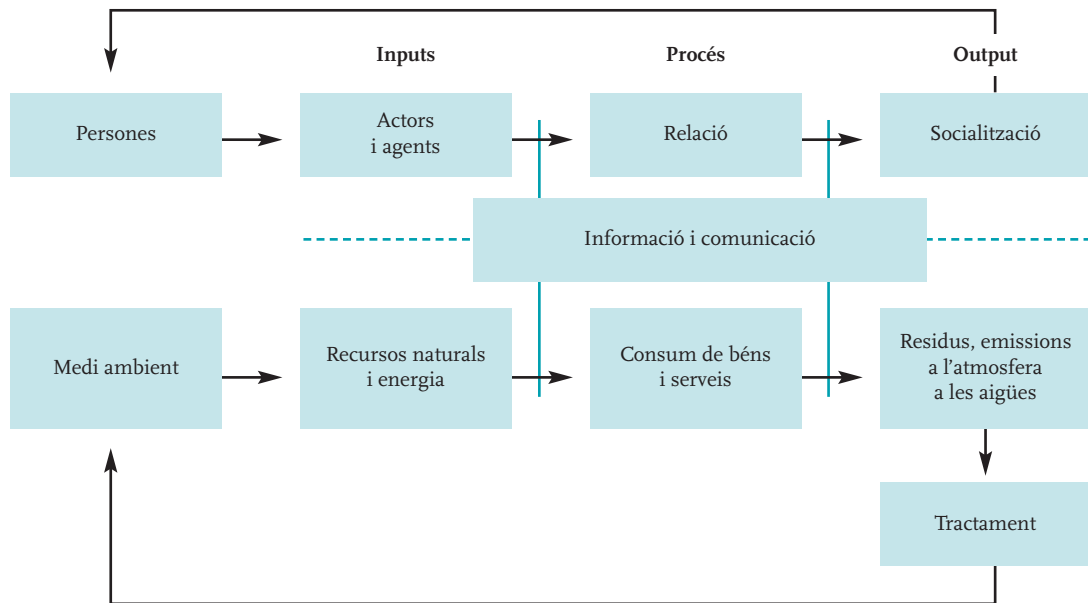 Inputs
Procés
Output
Persones
Actors
i agents
Relació
Socialització
Informació i comunicació
Medi ambient
Recursos naturals
i energia
Consum de béns
i serveis
Residus, emissions
a l’atmosfera
a les aigües
Tractament